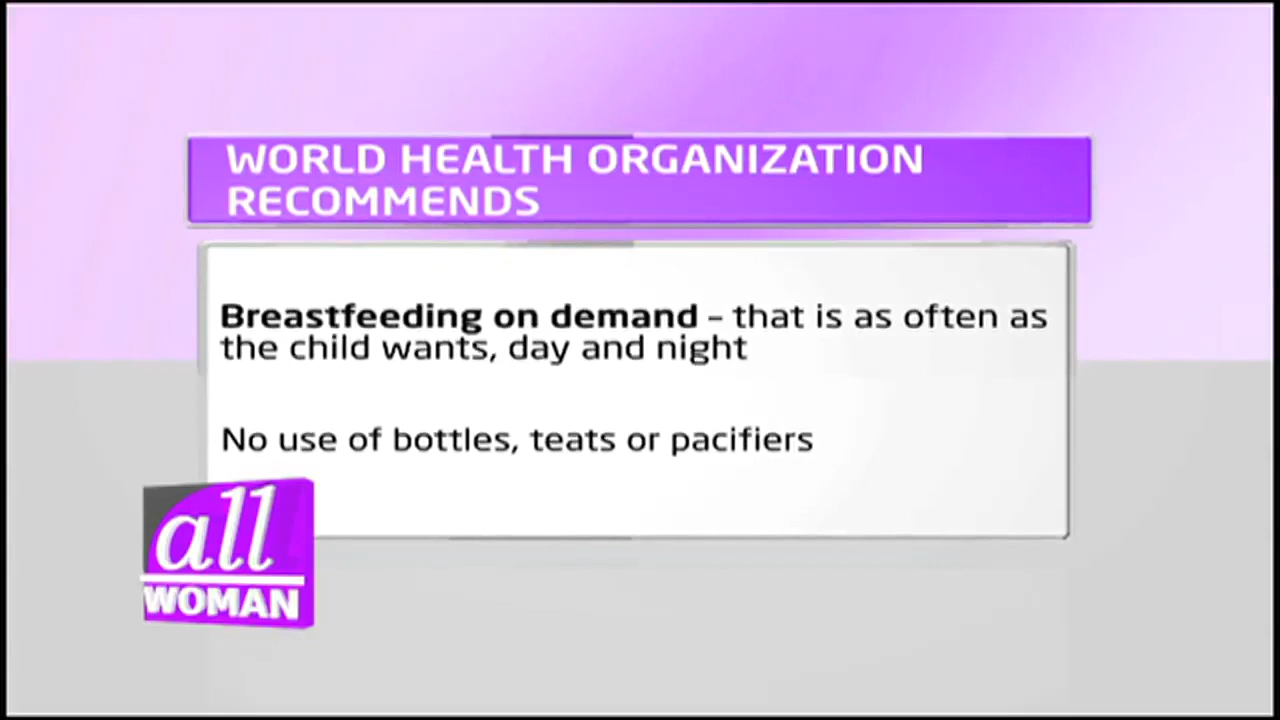 WORLD HEALTH ORGANIZATION
RECOMMENDS
Breastfeeding on demand – that is as often as
the child wants, day and night
No use of bottles, teats or pacifiers
all
WOMAN